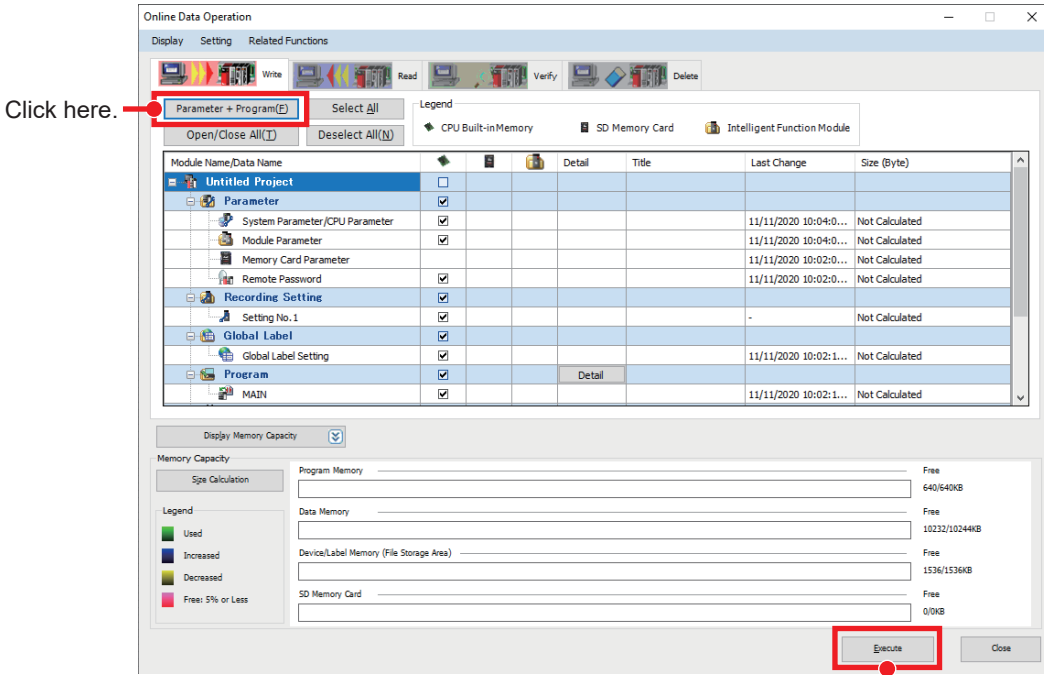 Online Data Operation
Display Setting Related Functions
Write Read Verify Delete
Click here.
Parameter + Program(F) Select All
Legend
Open/Close All(T) Deselect All(N)
CPU Built-in Memory SD Memory Card Intelligent Function Module
Module Name/Data Name Detail Title Last Change Size (Byte)
Untitled Project
Parameter
System Parameter/CPU Parameter 11/11/2020 10:04:0... Not Calculated
Module Parameter 11/11/2020 10:04:0... Not Calculated
Memory Card Parameter 11/11/2020 10:02:0... Not Calculated
Remote Password 11/11/2020 10:02:0... Not Calculated
Recording Setting
Setting No.1 - Not Calculated
Global Label
Global Label Setting 11/11/2020 10:02:1... Not Calculated
Program Detail
MAIN 11/11/2020 10:02:1... Not Calculated
Display Memory Capacity
Memory Capacity
Size Calculation
Program Memory Free
640/640KB
Legend
Used
Increased
Decreased
Free: 5% or Less
Data Memory Free
10232/10244KB
Device/Label Memory (File Storage Area) Free
1536/1536KB
SD Memory Card Free
0/0KB
Execute Close